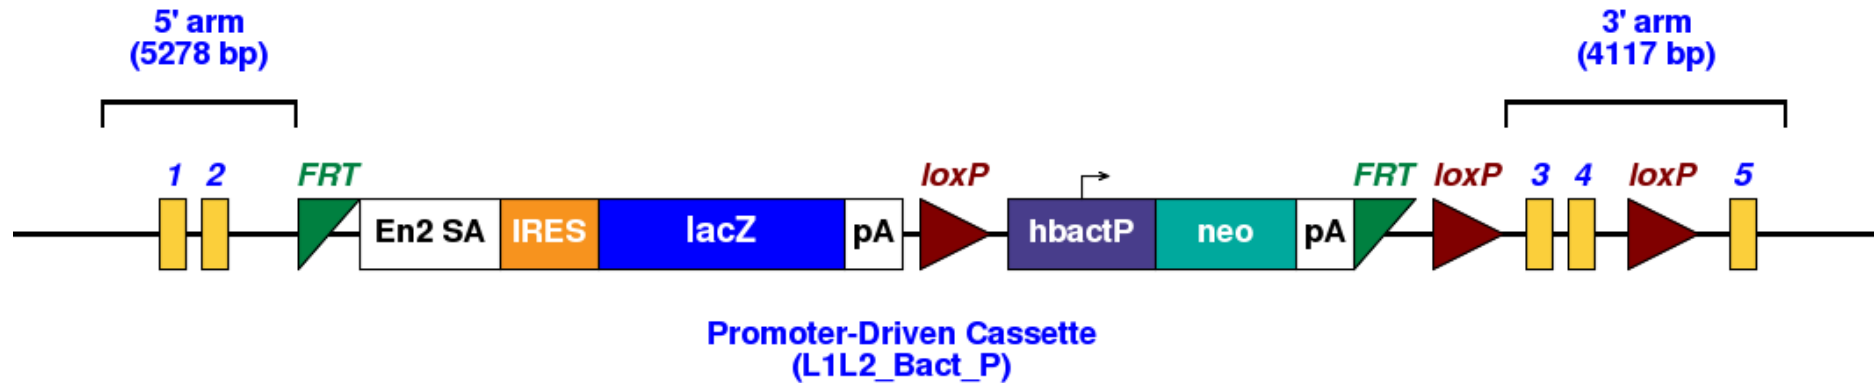 5' arm
(5278 bp)
3' arm
(4117 bp)
1 2 FRT loxP FRT loxP 3 4 loxP 5
En2 SA IRES lacZ pA hbactP neo pA
Promoter-Driven Cassette
(L1L2_Bact_P)